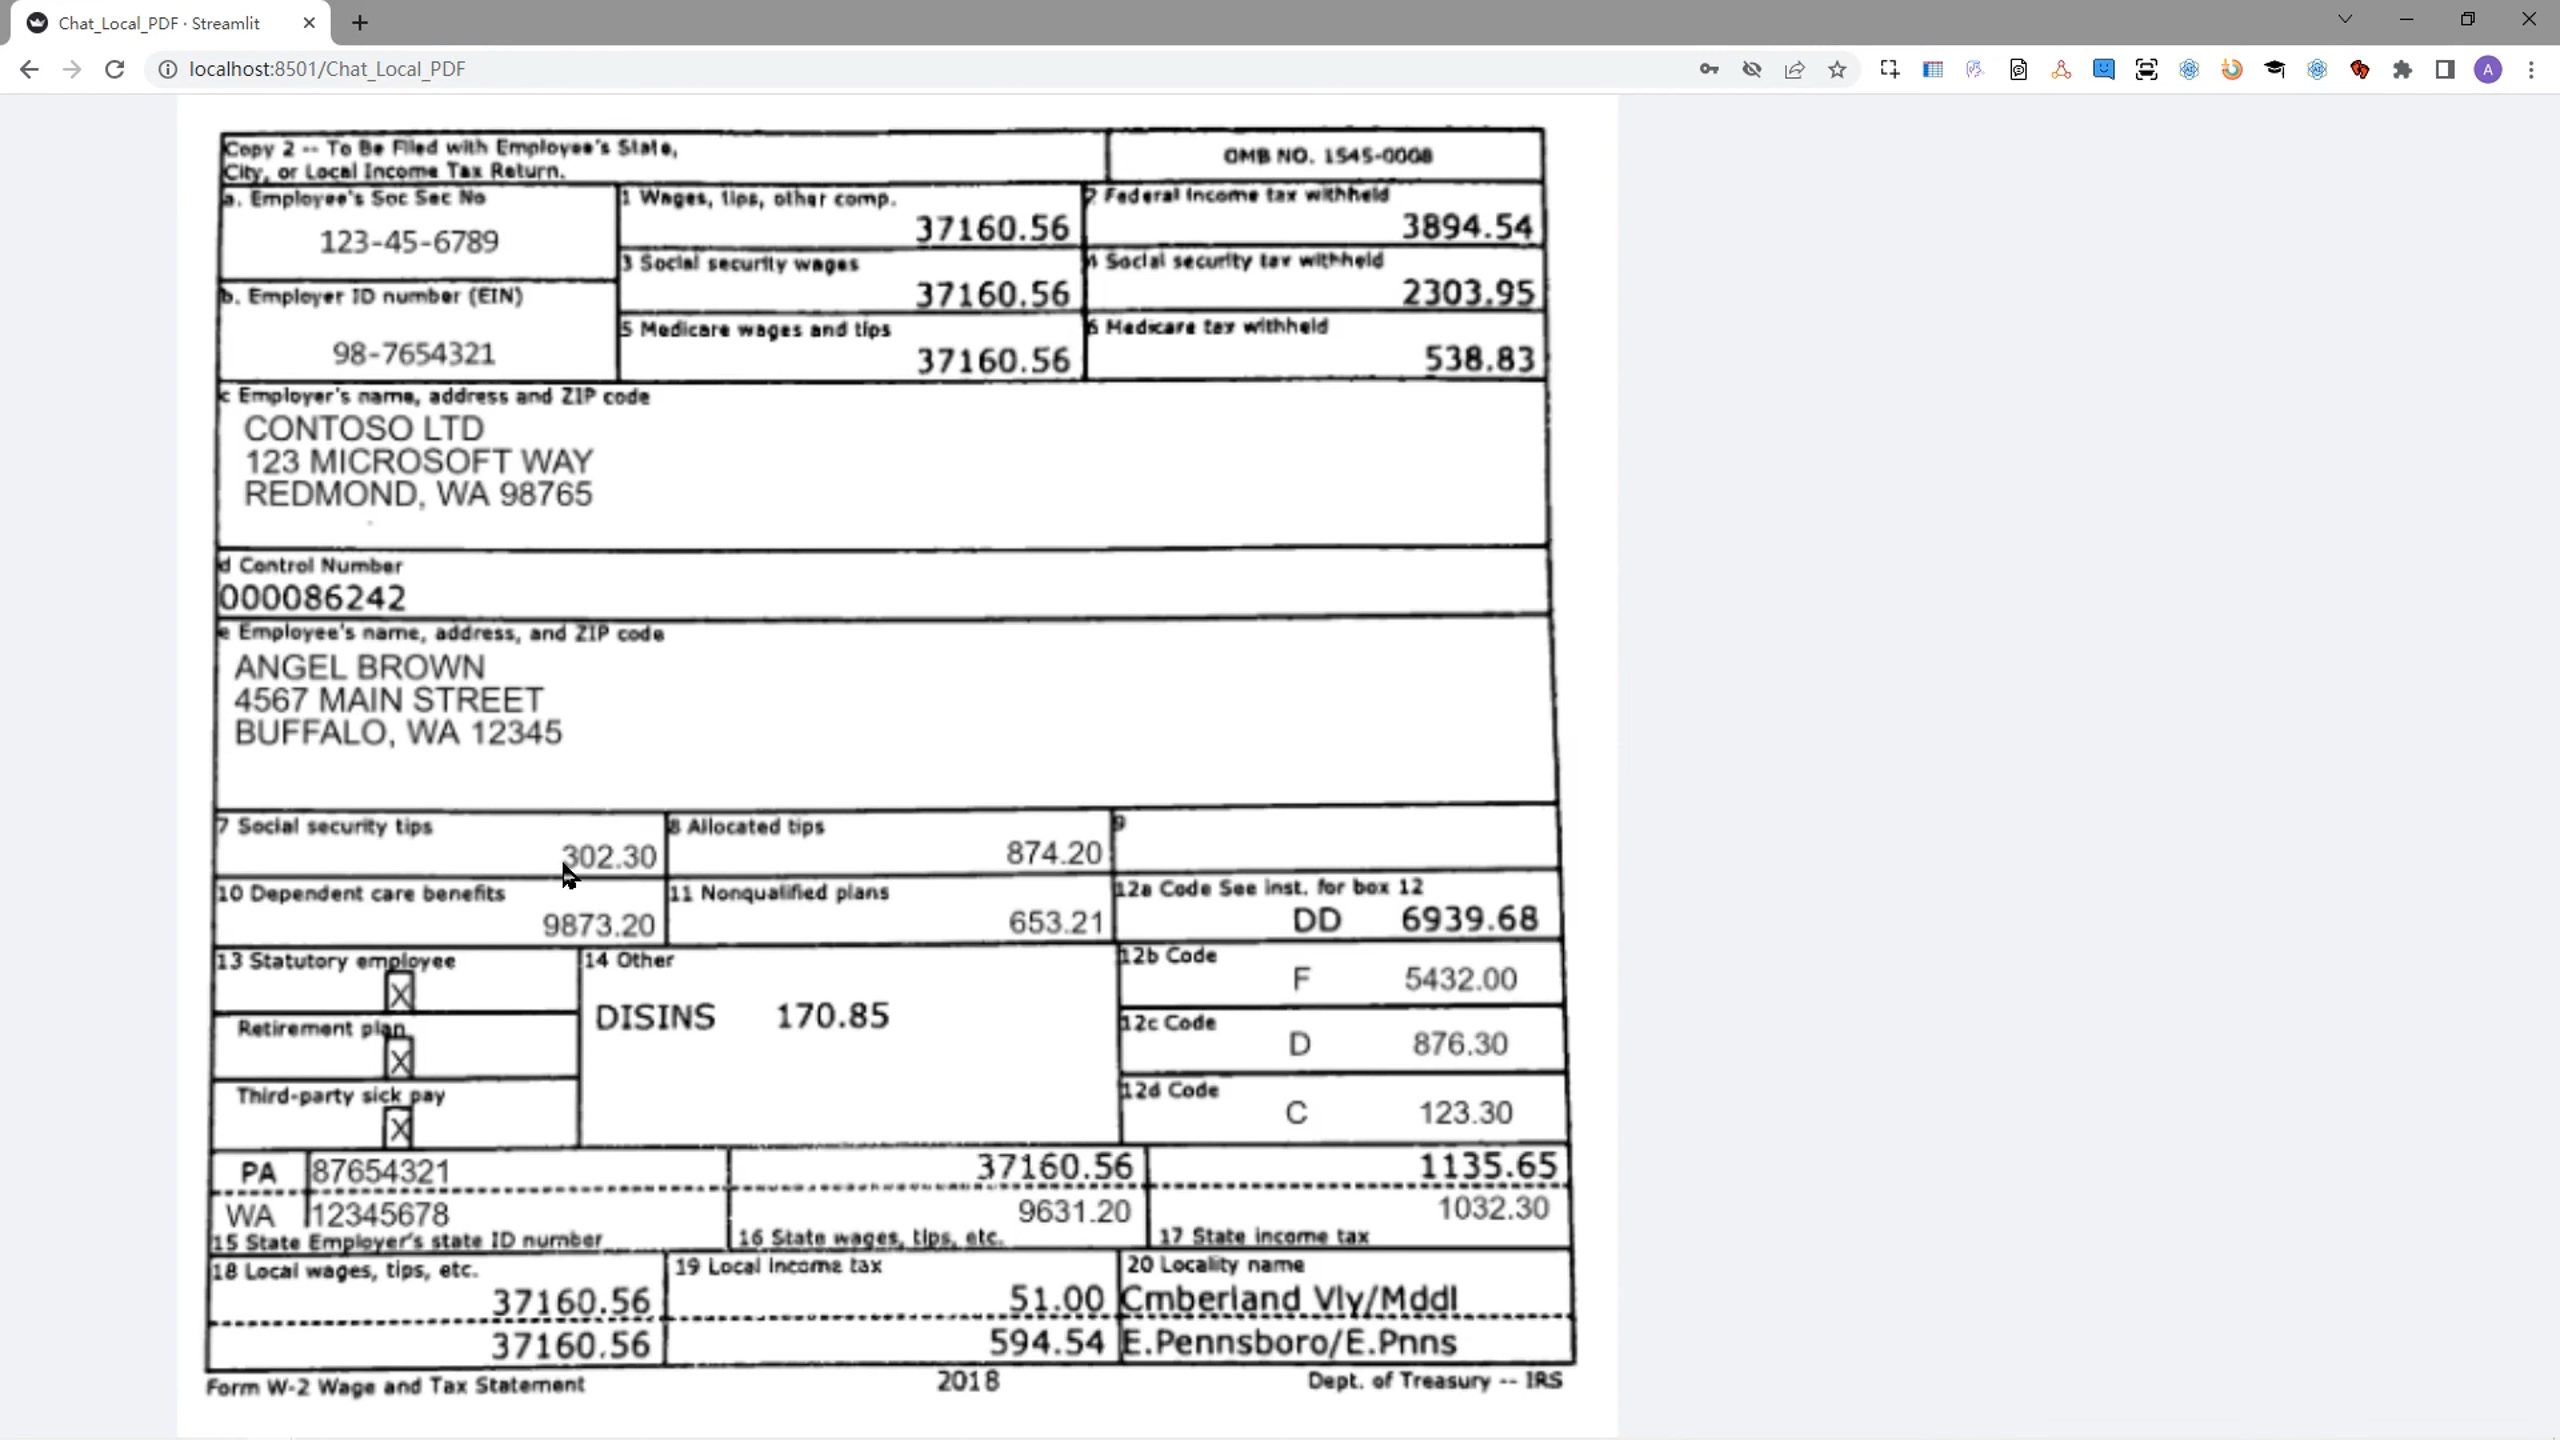 Chat_Local_PDF · Streamlit
localhost:8501/Chat_Local_PDF
A
Copy 2 -- To Be Filed with Employee's State,
City, or Local Income Tax Return.
OMB NO. 1545-0008
a. Employee's Soc Sec No
123-45-6789
1 Wages, tips, other comp.
37160.56
2 Federal income tax withheld
3894.54
3 Social security wages
37160.56
4 Social security tax withheld
2303.95
b. Employer ID number (EIN)
98-7654321
5 Medicare wages and tips
37160.56
6 Medicare tax withheld
538.83
c Employer's name, address and ZIP code
CONTOSO LTD
123 MICROSOFT WAY
REDMOND, WA 98765
d Control Number
000086242
e Employee's name, address, and ZIP code
ANGEL BROWN
4567 MAIN STREET
BUFFALO, WA 12345
7 Social security tips
302.30
8 Allocated tips
874.20
9
10 Dependent care benefits
9873.20
11 Nonqualified plans
653.21
12a Code See inst. for box 12
DD 6939.68
13 Statutory employee
X
14 Other
DISINS 170.85
12b Code
F 5432.00
Retirement plan
X
12c Code
D 876.30
Third-party sick pay
X
12d Code
C 123.30
PA 87654321 37160.56 1135.65
WA 12345678 9631.20 1032.30
15 State Employer's state ID number 16 State wages, tips, etc. 17 State income tax
18 Local wages, tips, etc. 19 Local income tax 20 Locality name
37160.56 51.00 Cmberland Vly/Mddl
37160.56 594.54 E.Pennsboro/E.Pnns
Form W-2 Wage and Tax Statement 2018 Dept. of Treasury -- IRS